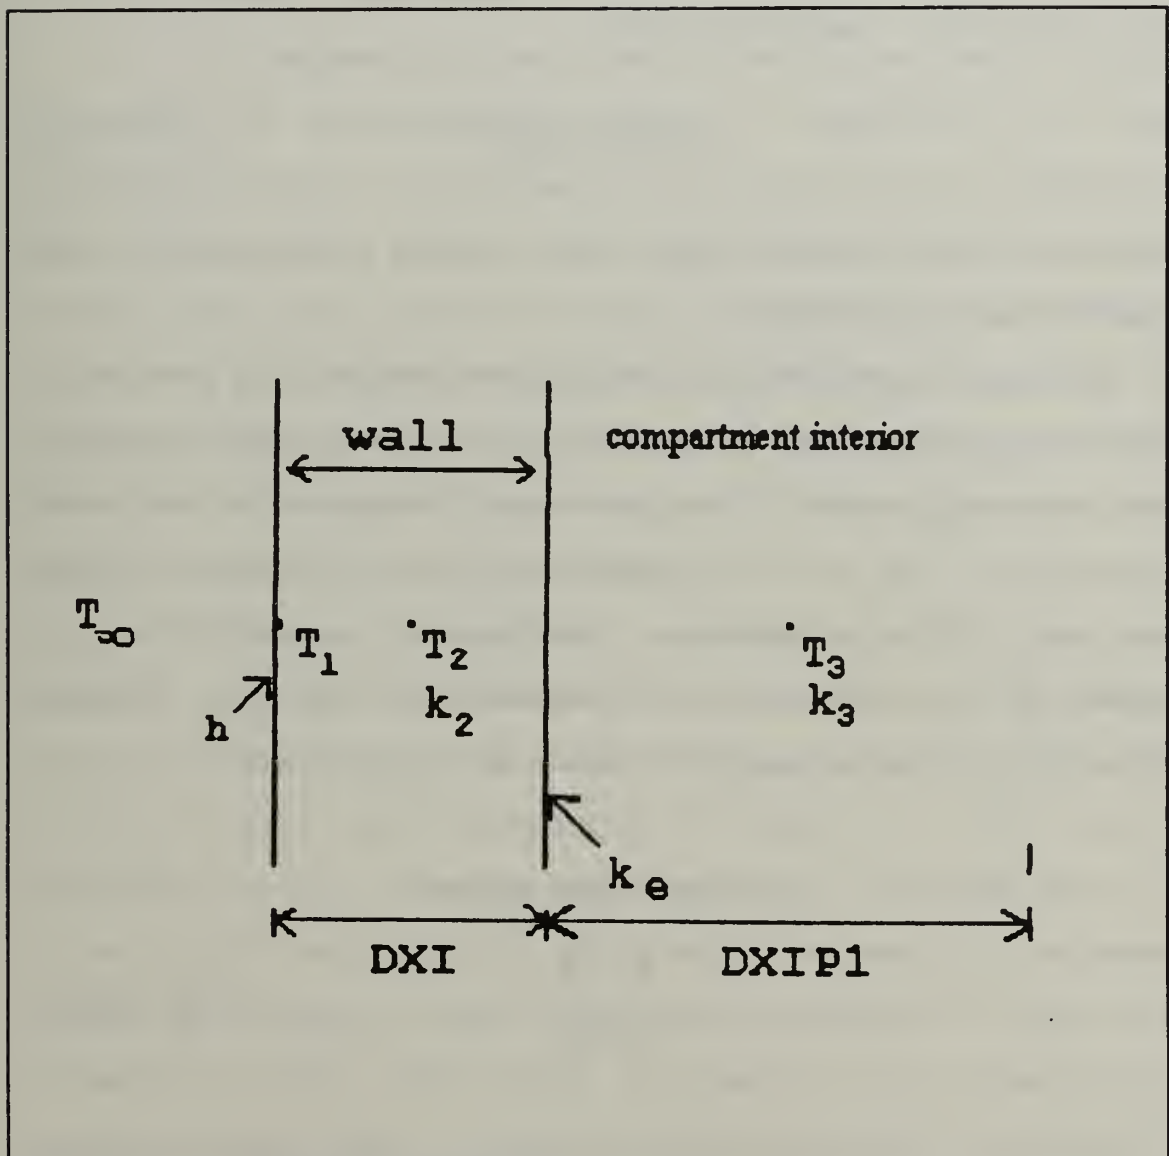 wall
compartment interior
T∞
T₁
T₂
T₃
h
k₂
k₃
kₑ
DXI
DXIP1